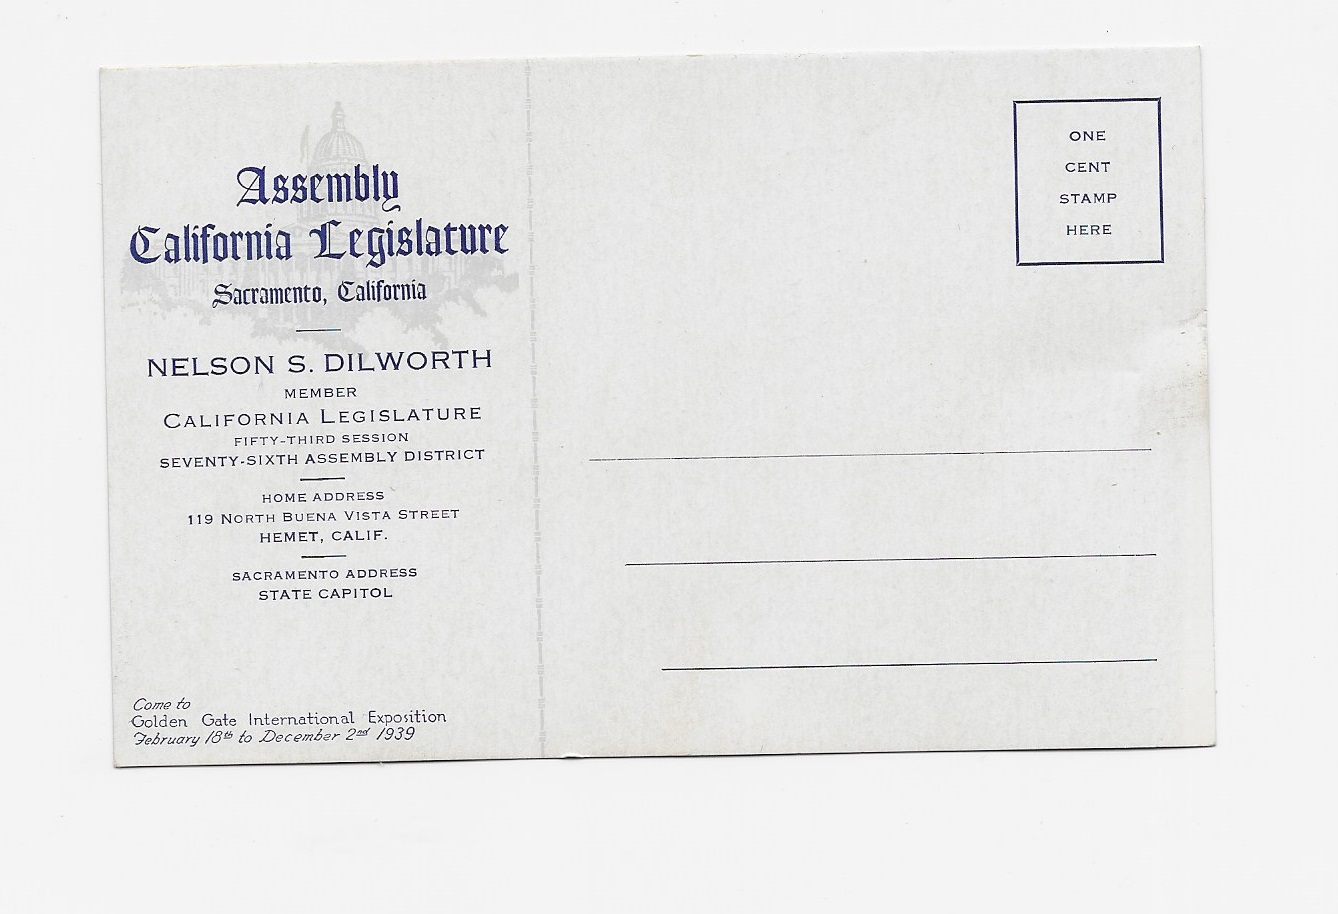 Assembly
California Legislature
Sacramento, California
NELSON S. DILWORTH
MEMBER
CALIFORNIA LEGISLATURE
FIFTY-THIRD SESSION
SEVENTY-SIXTH ASSEMBLY DISTRICT
HOME ADDRESS
119 NORTH BUENA VISTA STREET
HEMET, CALIF.
SACRAMENTO ADDRESS
STATE CAPITOL
Come to
Golden Gate International Exposition
February 18th to December 2nd 1939
ONE
CENT
STAMP
HERE